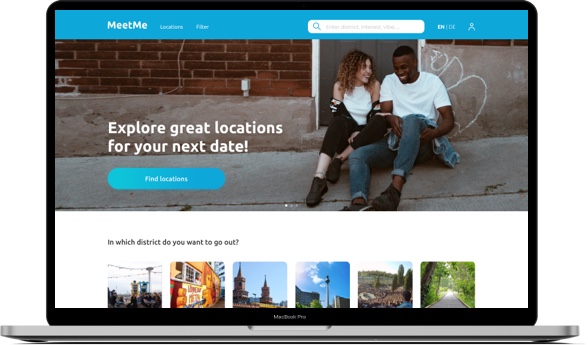 MeetMe
Locations
Filter
Enter district, interest, vibe, ...
EN | DE
Explore great locations
for your next date!
Find locations
In which district do you want to go out?
MacBook Pro